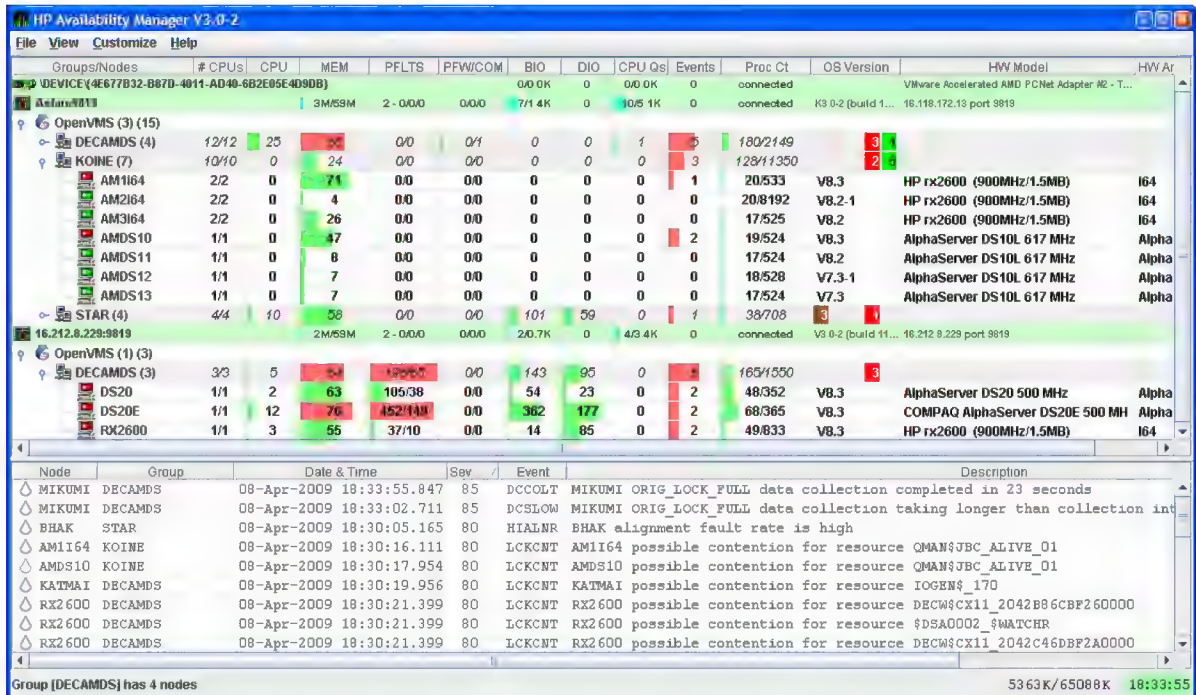 HP Availability Manager V3.0-2
File View Customize Help
Groups/Nodes # CPUs CPU MEM PFLTS PFW/COM BIO DIO CPU Qs Events Proc Ct OS Version HW Model HW Ar
\DEVICE\{4E677B32-B87D-4011-AD40-6B2E05E4D9DB} 0/0 0K 0 0/0 0K 0 connected VMware Accelerated AMD PCNet Adapter #2 - T...
3M/59M 2 - 0/0/0 0/0/0 7/1 4K 0 10/5 1K 0 connected 16.118.172.13 port 9819
OpenVMS (3) (15)
DECAMDS (4) 12/12 25 0/0 0/1 0 0 1 5 180/2149 3
KOINE (7) 10/10 0 24 0/0 0/0 0 0 0 3 128/11350 2
AM1I64 2/2 0 71 0/0 0/0 0 0 0 1 20/533 V8.3 HP rx2600 (900MHz/1.5MB) I64
AM2I64 2/2 0 4 0/0 0/0 0 0 0 0 20/8192 V8.2-1 HP rx2600 (900MHz/1.5MB) I64
AM3I64 2/2 0 26 0/0 0/0 0 0 0 0 17/525 V8.2 HP rx2600 (900MHz/1.5MB) I64
AMDS10 1/1 0 47 0/0 0/0 0 0 0 2 19/524 V8.3 AlphaServer DS10L 617 MHz Alpha
AMDS11 1/1 0 8 0/0 0/0 0 0 0 0 17/524 V8.2 AlphaServer DS10L 617 MHz Alpha
AMDS12 1/1 0 7 0/0 0/0 0 0 0 0 18/528 V7.3-1 AlphaServer DS10L 617 MHz Alpha
AMDS13 1/1 0 7 0/0 0/0 0 0 0 0 17/524 V7.3 AlphaServer DS10L 617 MHz Alpha
STAR (4) 4/4 10 58 0/0 0/0 101 59 0 1 38/708 3
16.212.8.229:9819 2M/59M 2 - 0/0/0 0/0/0 2/0.7K 0 4/3 4K 0 connected V3 0-2 (build 11... 16.212 8.229 port 9819
OpenVMS (1) (3)
DECAMDS (3) 3/3 5 0/0 143 95 0 165/1550 3
DS20 1/1 2 63 105/38 0/0 54 23 0 2 48/352 V8.3 AlphaServer DS20 500 MHz Alpha
DS20E 1/1 12 76 452/149 0/0 362 177 0 2 68/365 V8.3 COMPAQ AlphaServer DS20E 500 MH Alpha
RX2600 1/1 3 55 37/10 0/0 14 85 0 2 49/833 V8.3 HP rx2600 (900MHz/1.5MB) I64
Node Group Date & Time Sev Event Description
MIKUMI DECAMDS 08-Apr-2009 18:33:55.847 85 DCCOLT MIKUMI ORIG_LOCK_FULL data collection completed in 23 seconds
MIKUMI DECAMDS 08-Apr-2009 18:33:02.711 85 DCSLOW MIKUMI ORIG_LOCK_FULL data collection taking longer than collection int
BHAK STAR 08-Apr-2009 18:30:05.165 80 HIALNR BHAK alignment fault rate is high
AM1I64 KOINE 08-Apr-2009 18:30:16.111 80 LCKCNT AM1I64 possible contention for resource QMAN$JBC_ALIVE_01
AMDS10 KOINE 08-Apr-2009 18:30:17.954 80 LCKCNT AMDS10 possible contention for resource QMAN$JBC_ALIVE_01
KATMAI DECAMDS 08-Apr-2009 18:30:19.956 80 LCKCNT KATMAI possible contention for resource IOGEN$_170
RX2600 DECAMDS 08-Apr-2009 18:30:21.399 80 LCKCNT RX2600 possible contention for resource DECW$CX11_2042B86CBF260000
RX2600 DECAMDS 08-Apr-2009 18:30:21.399 80 LCKCNT RX2600 possible contention for resource $DSA0002_$WATCHR
RX2600 DECAMDS 08-Apr-2009 18:30:21.399 80 LCKCNT RX2600 possible contention for resource DECW$CX11_2042C46DBF2A0000
Group [DECAMDS] has 4 nodes 5363K/65088K 18:33:55